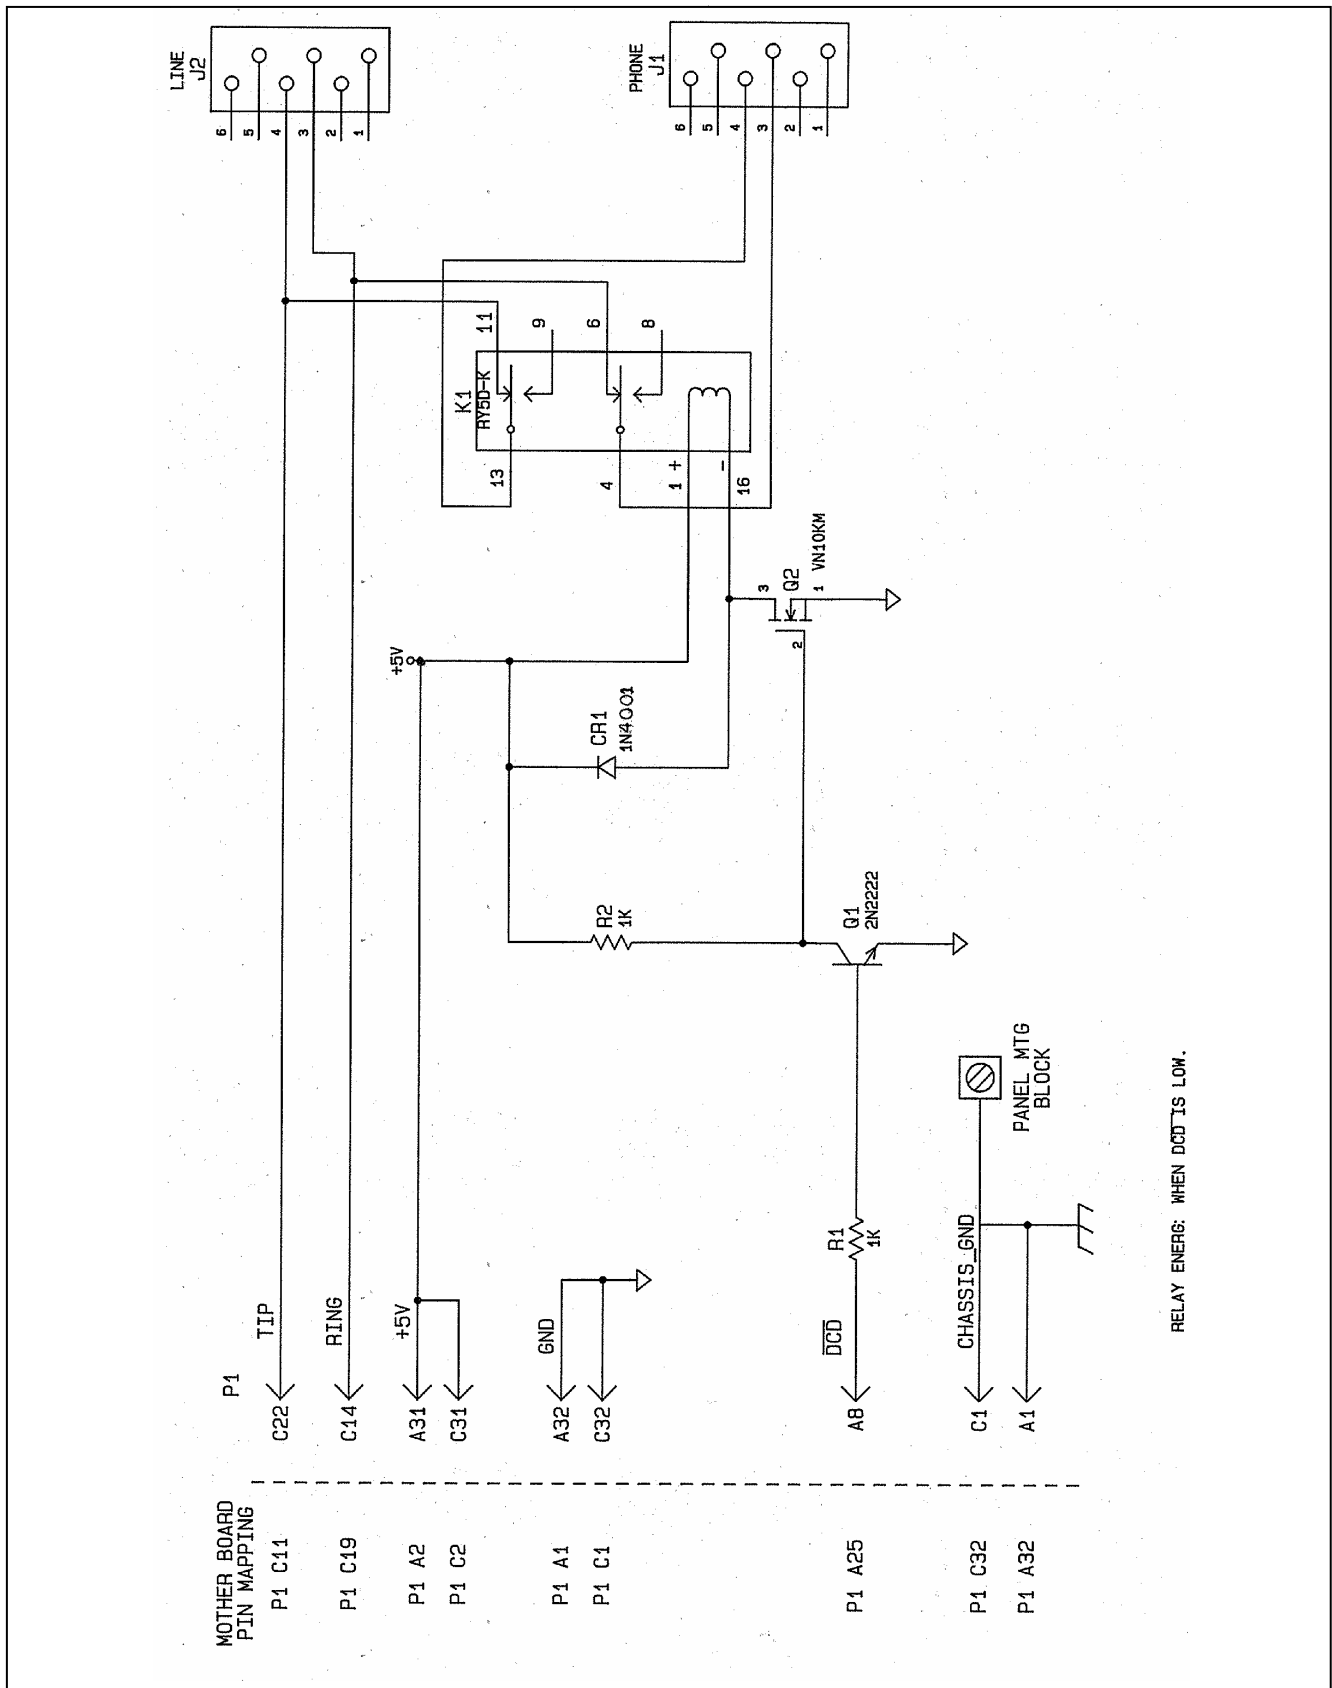 LINE
J2
6
5
4
3
2
1
PHONE
J1
6
5
4
3
2
1
K1
RY5D-K
11
9
6
8
13
4
1 +
-
16
Q2
VN10KM
3
1
2
+5V
CR1
1N4001
R2
1K
Q1
2N2222
R1
1K
PANEL MTG
BLOCK
P1
TIP
RING
+5V
GND
DCD
CHASSIS_GND
C22
C14
A31
C31
A32
C32
A8
C1
A1
MOTHER BOARD
PIN MAPPING
P1 C11
P1 C19
P1 A2
P1 C2
P1 A1
P1 C1
P1 A25
P1 C32
P1 A32
RELAY ENERG: WHEN DCD IS LOW.